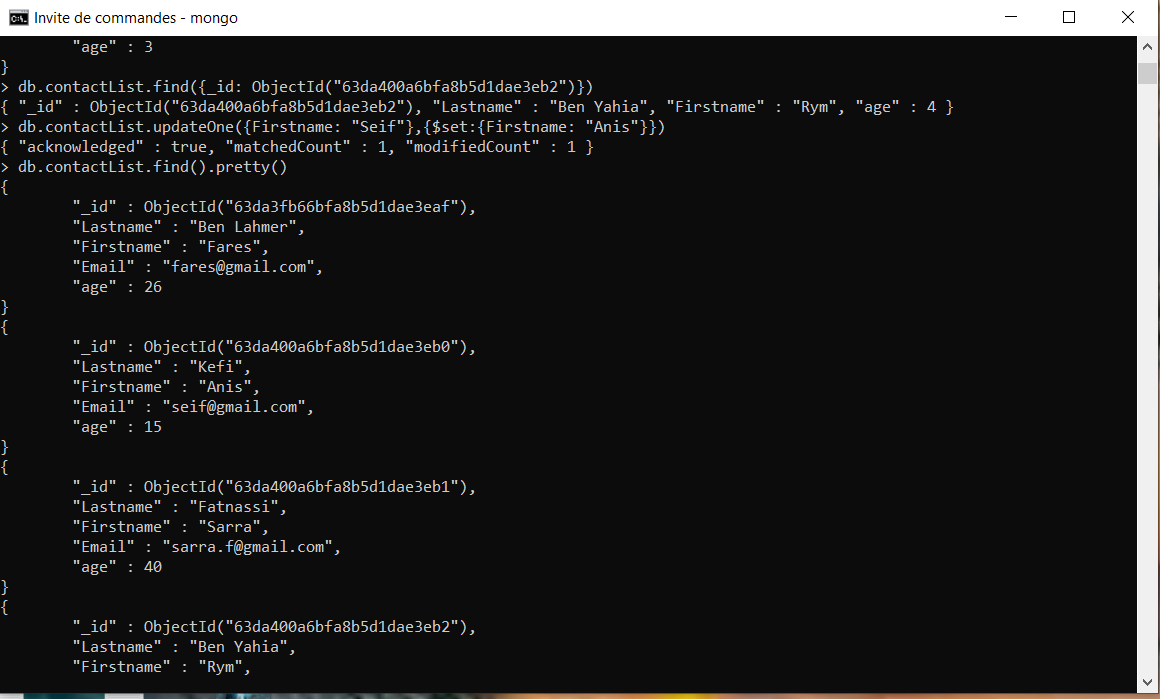 Invite de commandes - mongo
"age" : 3
}
> db.contactList.find({_id: ObjectId("63da400a6bfa8b5d1dae3eb2")})
{ "_id" : ObjectId("63da400a6bfa8b5d1dae3eb2"), "Lastname" : "Ben Yahia", "Firstname" : "Rym", "age" : 4 }
> db.contactList.updateOne({Firstname: "Seif"},{$set:{Firstname: "Anis"}})
{ "acknowledged" : true, "matchedCount" : 1, "modifiedCount" : 1 }
> db.contactList.find().pretty()
{
"_id" : ObjectId("63da3fb66bfa8b5d1dae3eaf"),
"Lastname" : "Ben Lahmer",
"Firstname" : "Fares",
"Email" : "fares@gmail.com",
"age" : 26
}
{
"_id" : ObjectId("63da400a6bfa8b5d1dae3eb0"),
"Lastname" : "Kefi",
"Firstname" : "Anis",
"Email" : "seif@gmail.com",
"age" : 15
}
{
"_id" : ObjectId("63da400a6bfa8b5d1dae3eb1"),
"Lastname" : "Fatnassi",
"Firstname" : "Sarra",
"Email" : "sarra.f@gmail.com",
"age" : 40
}
{
"_id" : ObjectId("63da400a6bfa8b5d1dae3eb2"),
"Lastname" : "Ben Yahia",
"Firstname" : "Rym",